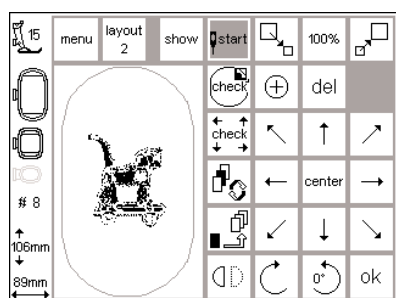 15
menu
layout
2
show
start
100%
check
del
check
# 8
center
106mm
89mm
0°
ok